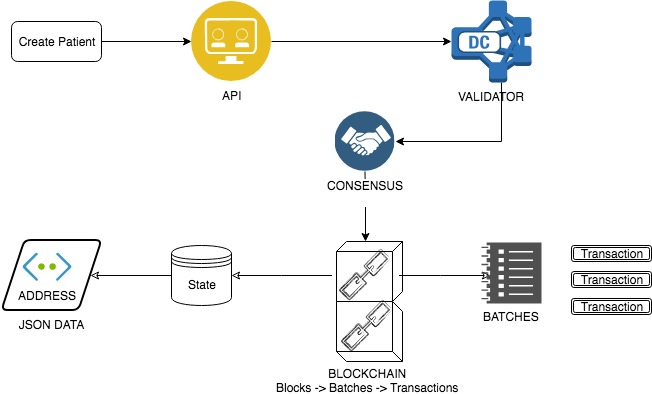 Create Patient
API
DC
VALIDATOR
CONSENSUS
ADDRESS
JSON DATA
State
BLOCKCHAIN
Blocks -> Batches -> Transactions
BATCHES
Transaction
Transaction
Transaction